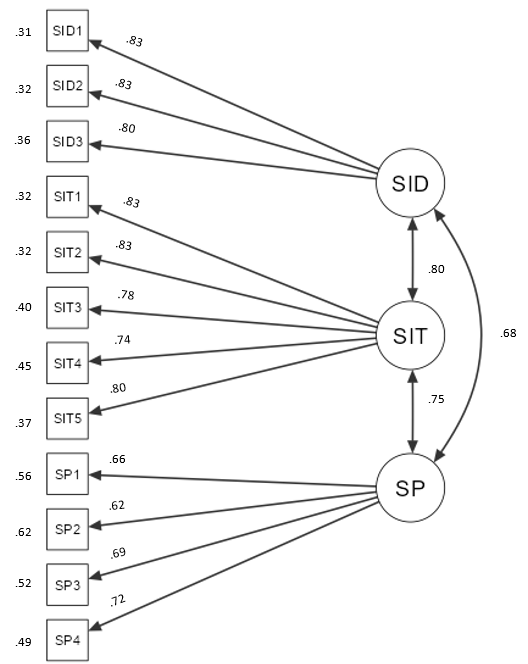 .31 SID1 .83
.32 SID2 .83
.36 SID3 .80
SID
.32 SIT1 .83
.32 SIT2 .83
.80
.40 SIT3 .78
SIT
.68
.45 SIT4 .74
.37 SIT5 .80
.75
.56 SP1 .66
SP
.62 SP2 .62
.52 SP3 .69
.49 SP4 .72